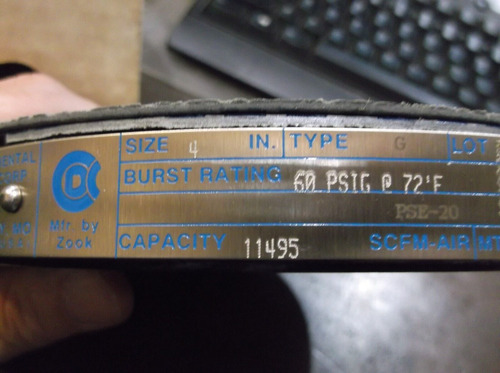 SIZE 4 IN. TYPE G LOT
BURST RATING 60 PSIG @ 72°F
PSE-20
CAPACITY 11495 SCFM-AIR
CDC
Mfr. by
Zook